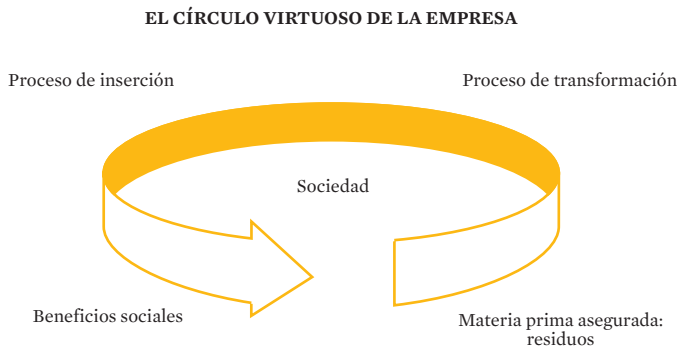 EL CÍRCULO VIRTUOSO DE LA EMPRESA
Proceso de inserción
Proceso de transformación
Sociedad
Beneficios sociales
Materia prima asegurada:
residuos